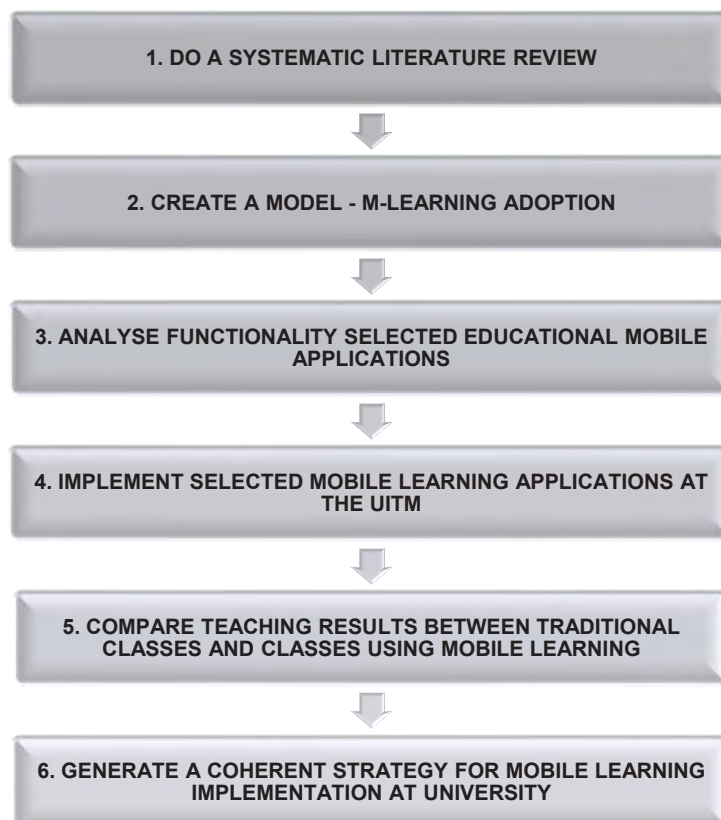 1. DO A SYSTEMATIC LITERATURE REVIEW
2. CREATE A MODEL - M-LEARNING ADOPTION
3. ANALYSE FUNCTIONALITY SELECTED EDUCATIONAL MOBILE
APPLICATIONS
4. IMPLEMENT SELECTED MOBILE LEARNING APPLICATIONS AT
THE UITM
5. COMPARE TEACHING RESULTS BETWEEN TRADITIONAL
CLASSES AND CLASSES USING MOBILE LEARNING
6. GENERATE A COHERENT STRATEGY FOR MOBILE LEARNING
IMPLEMENTATION AT UNIVERSITY